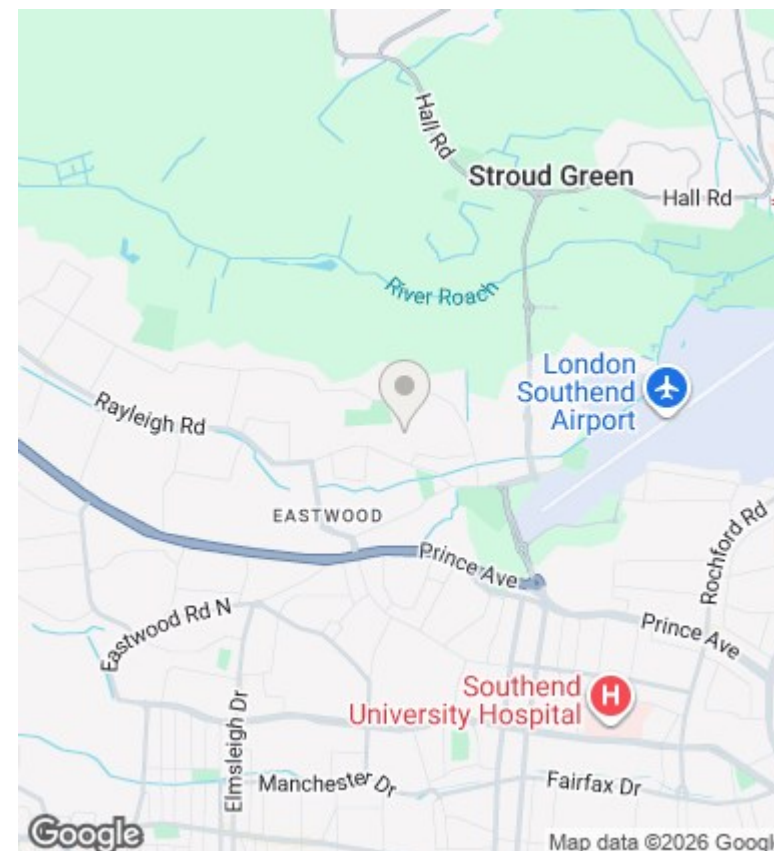 Hall Rd
Stroud Green
Hall Rd
River Roach
London
Southend
Airport
Rayleigh Rd
EASTWOOD
Rochford Rd
Prince Ave
Eastwood Rd N
Prince Ave
Southend
University Hospital
H
Elmsleigh Dr
Manchester Dr
Fairfax Dr
Google
Map data ©2026 Googl